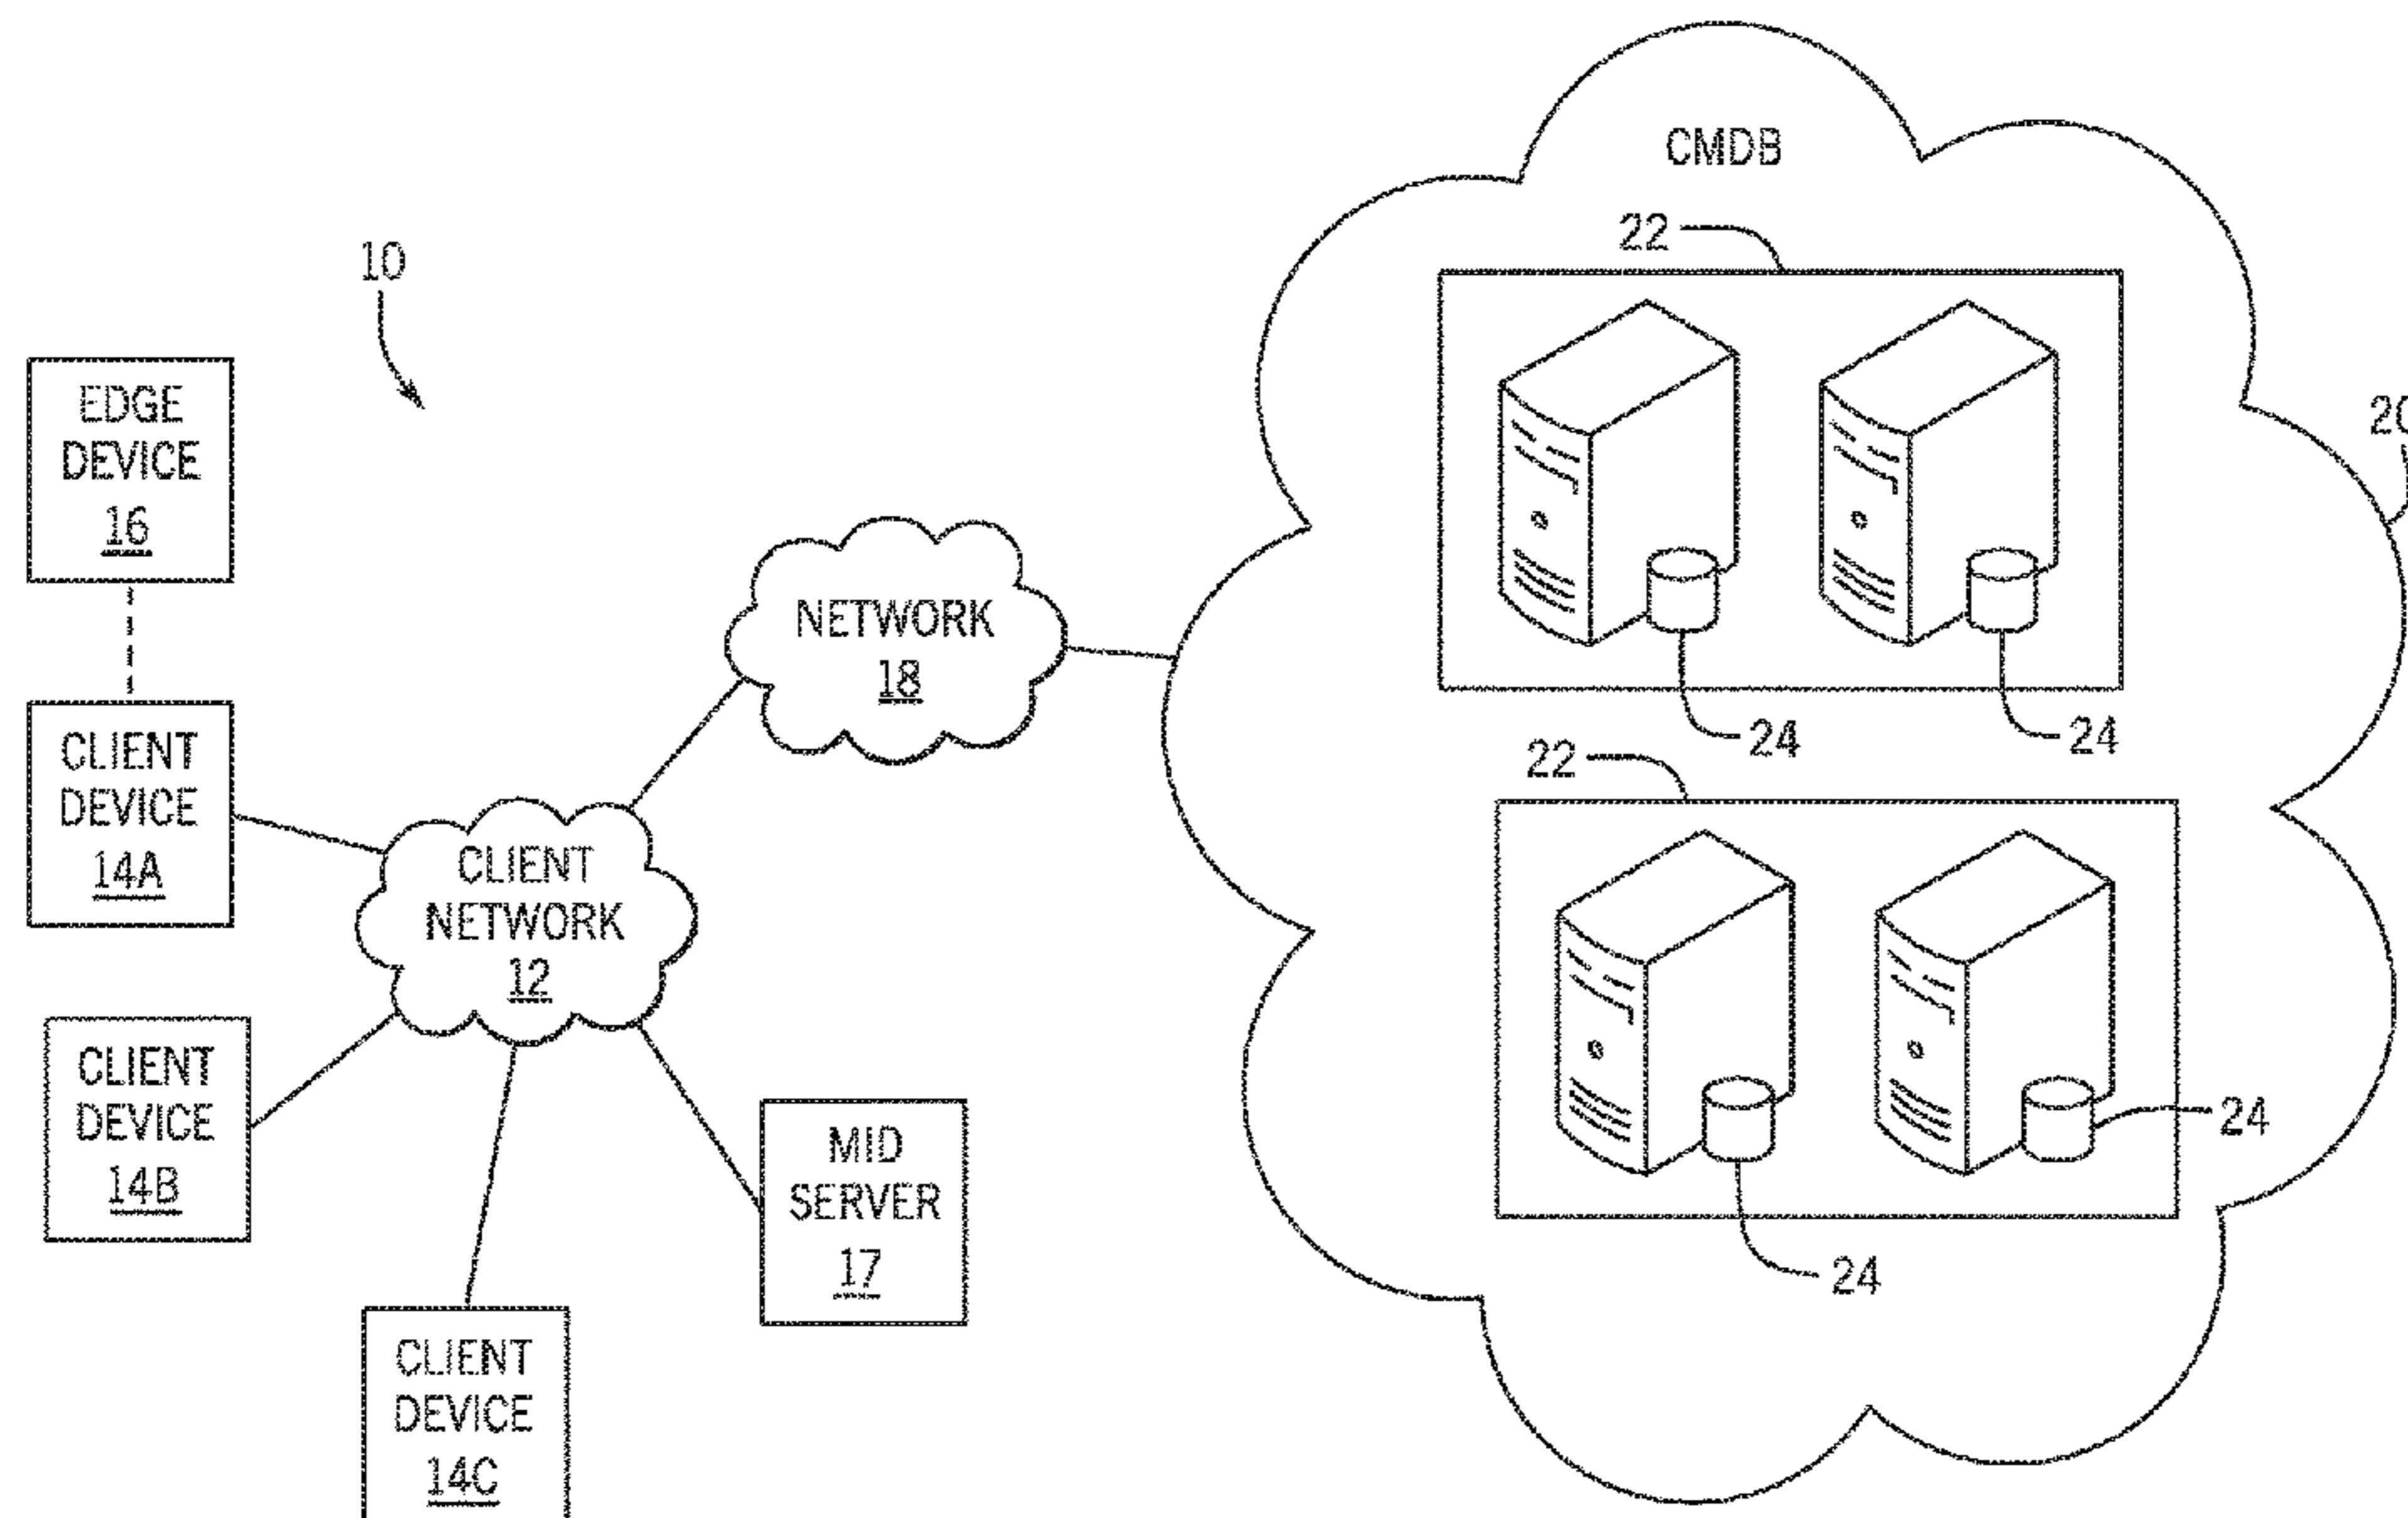 CMDB
22
10
EDGE
DEVICE
16
20
NETWORK
18
24
24
22
CLIENT
DEVICE
14A
CLIENT
NETWORK
12
CLIENT
DEVICE
14B
MID
SERVER
17
24
24
CLIENT
DEVICE
14C